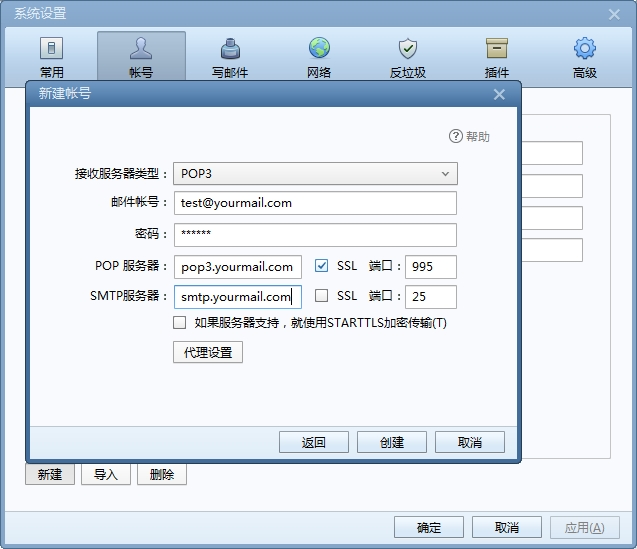 系统设置
常用 帐号 写邮件 网络 反垃圾 插件 高级
新建帐号
帮助
接收服务器类型： POP3
邮件帐号： test@yourmail.com
密码： ******
POP 服务器： pop3.yourmail.com SSL 端口： 995
SMTP服务器： smtp.yourmail.com SSL 端口： 25
如果服务器支持，就使用STARTTLS加密传输(T)
代理设置
返回 创建 取消
新建 导入 删除
确定 取消 应用(A)